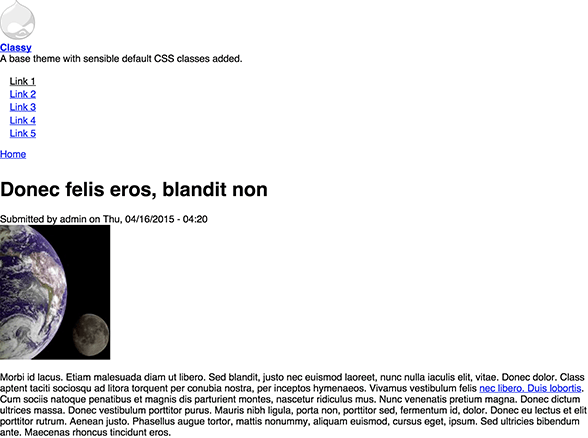 Classy
A base theme with sensible default CSS classes added.
Link 1
Link 2
Link 3
Link 4
Link 5
Home
Donec felis eros, blandit non
Submitted by admin on Thu, 04/16/2015 - 04:20
Morbi id lacus. Etiam malesuada diam ut libero. Sed blandit, justo nec euismod laoreet, nunc nulla iaculis elit, vitae. Donec dolor. Class
aptent taciti sociosqu ad litora torquent per conubia nostra, per inceptos hymenaeos. Vivamus vestibulum felis nec libero. Duis lobortis.
Cum sociis natoque penatibus et magnis dis parturient montes, nascetur ridiculus mus. Nunc venenatis pretium magna. Donec dictum
ultrices massa. Donec vestibulum porttitor purus. Mauris nibh ligula, porta non, porttitor sed, fermentum id, dolor. Donec eu lectus et elit
porttitor rutrum. Aenean justo. Phasellus augue tortor, mattis nonummy, aliquam euismod, cursus eget, ipsum. Sed ultricies bibendum
ante. Maecenas rhoncus tincidunt eros.